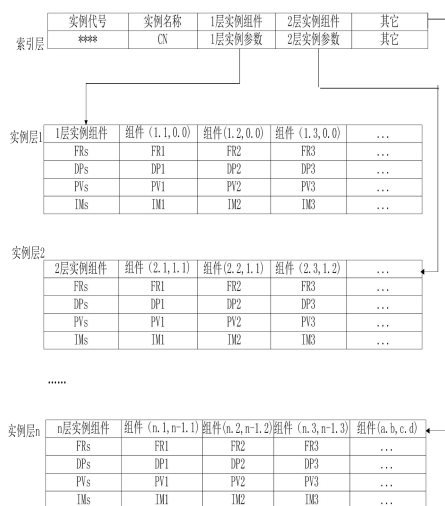 实例代号 实例名称 1层实例组件 2层实例组件 其它
索引层 **** CN 1层实例参数 2层实例参数 其它
实例层1 1层实例组件 组件 (1.1,0.0) 组件(1.2,0.0) 组件 (1.3,0.0) ...
FRs FR1 FR2 FR3 ...
DPs DP1 DP2 DP3 ...
PVs PV1 PV2 PV3 ...
IMs IM1 IM2 IM3 ...
实例层2
2层实例组件 组件 (2.1,1.1) 组件(2.2,1.1) 组件 (2.3,1.2) ...
FRs FR1 FR2 FR3 ...
DPs DP1 DP2 DP3 ...
PVs PV1 PV2 PV3 ...
IMs IM1 IM2 IM3 ...
......
实例层n n层实例组件 组件 (n.1,n-1.1) 组件(n.2,n-1.2) 组件 (n.3,n-1.3) 组件(a.b,c.d)
FRs FR1 FR2 FR3 ...
DPs DP1 DP2 DP3 ...
PVs PV1 PV2 PV3 ...
IMs IM1 IM2 IM3 ...